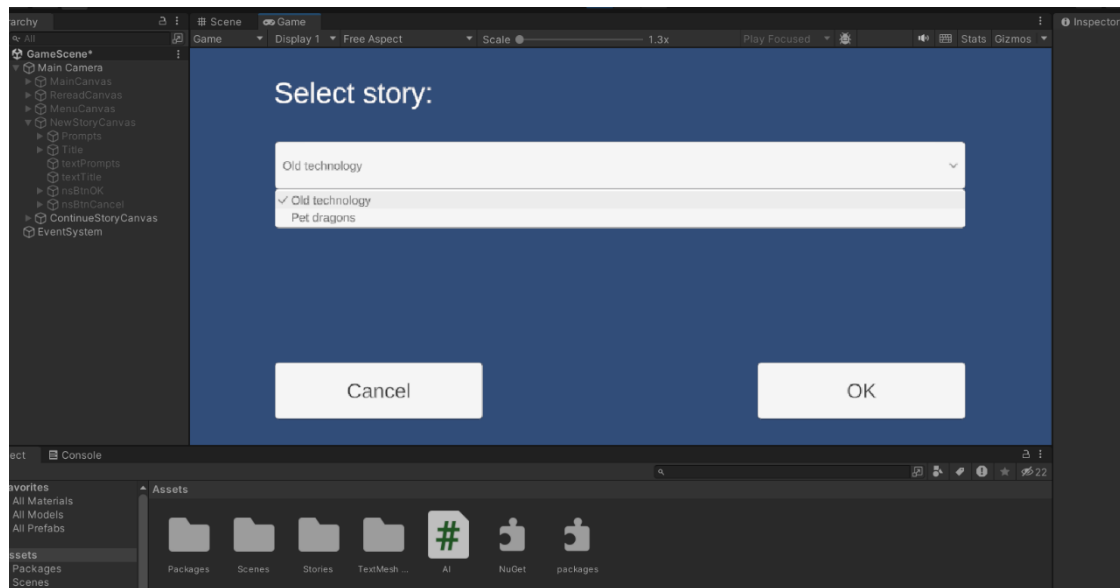 rarchy
Scene Game
All
Game Display 1 Free Aspect Scale 1.3x Play Focused Stats Gizmos
Inspector
GameScene*
Main Camera
MainCanvas
RereadCanvas
MenuCanvas
NewStoryCanvas
Prompts
Title
textPrompts
textTitle
nsBtnOK
nsBtnCancel
ContinueStoryCanvas
EventSystem
Select story:
Old technology
Old technology
Pet dragons
Cancel
OK
ect Console
22
avorites
All Materials
All Models
All Prefabs
ssets
Packages
Scenes
Assets
#
Packages Scenes Stories TextMesh ... AI NuGet packages